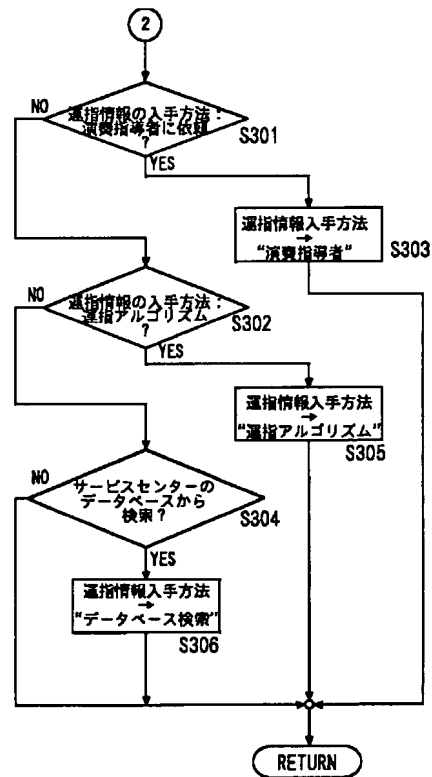 2
NO
運指情報の入手方法:
演奏指導者に依頼
?
S301
YES
運指情報入手方法
→
“演奏指導者”
S303
NO
運指情報の入手方法:
運指アルゴリズム
?
S302
YES
運指情報入手方法
→
“運指アルゴリズム”
S305
NO
サービスセンターの
データベースから
検索?
S304
YES
運指情報入手方法
→
“データベース検索”
S306
RETURN